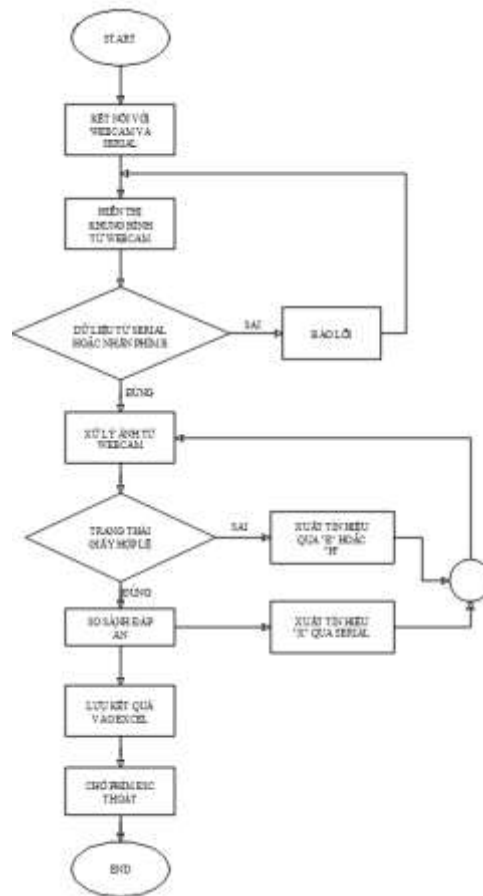 START
KẾT NỐI VỚI
WEBCAM VA
SERIAL
HIỂN THỊ
KHUNG HÌNH
TỪ WEBCAM
DỮ LIỆU TỪ SERIAL
HOẶC NHẤN PHÍM
SAI
BÁO LỖI
ĐÚNG
XỬ LÝ ẢNH TỪ
WEBCAM
TRẠNG THÁI
GIẤY HỢP LỆ
SAI
XUẤT TÍN HIỆU
QUA HOẶC
ĐÚNG
SO SÁNH ĐÁP
AN
XUẤT TÍN HIỆU
"X" QUA SERIAL
LƯU KẾT QUẢ
VAO EXCEL
CHỜ PHÍM ESC
THOÁT
END